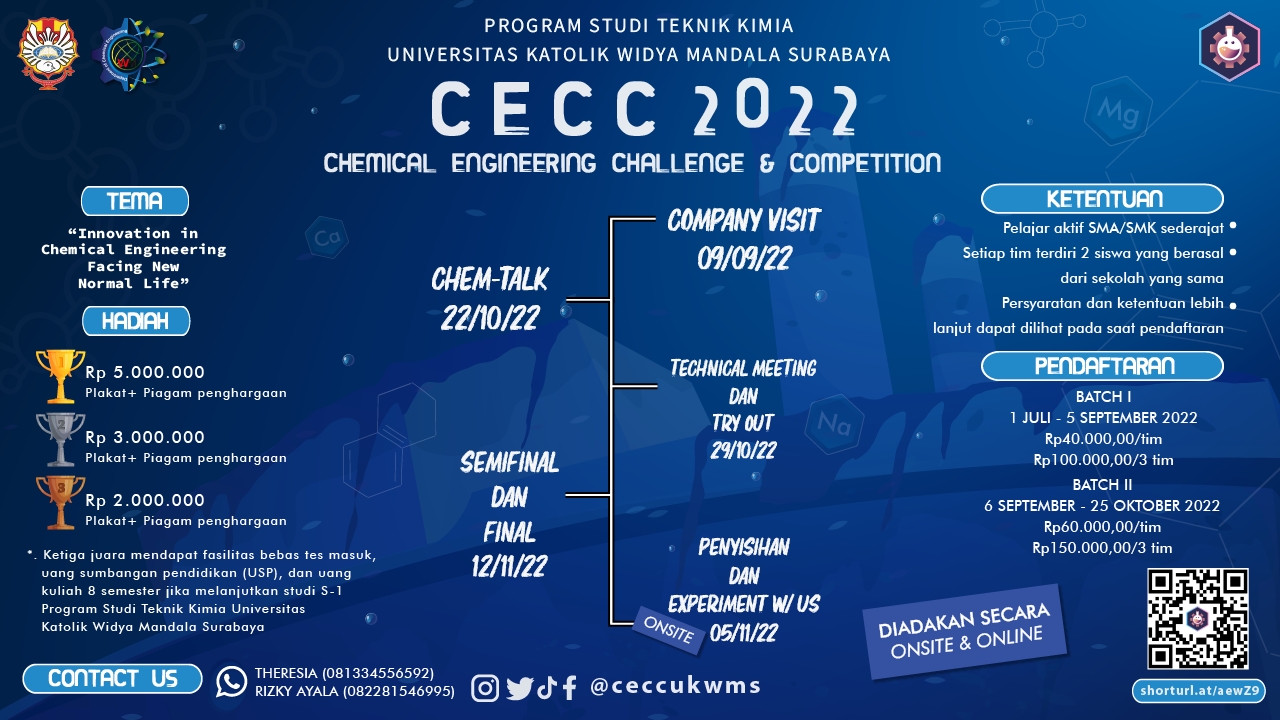 PROGRAM STUDI TEKNIK KIMIA
UNIVERSITAS KATOLIK WIDYA MANDALA SURABAYA
CECC 2022
CHEMICAL ENGINEERING CHALLENGE & COMPETITION
TEMA
“Innovation in
Chemical Engineering
Facing New
Normal Life”
HADIAH
1
Rp 5.000.000
Plakat+ Piagam penghargaan
2
Rp 3.000.000
Plakat+ Piagam penghargaan
3
Rp 2.000.000
Plakat+ Piagam penghargaan
*. Ketiga juara mendapat fasilitas bebas tes masuk,
uang sumbangan pendidikan (USP), dan uang
kuliah 8 semester jika melanjutkan studi S-1
Program Studi Teknik Kimia Universitas
Katolik Widya Mandala Surabaya
COMPANY VISIT
09/09/22
CHEM-TALK
22/10/22
TECHNICAL MEETING
DAN
TRY OUT
29/10/22
SEMIFINAL
DAN
FINAL
12/11/22
PENYISIHAN
DAN
EXPERIMENT W/ US
05/11/22
ONSITE
Ca
Mg
Na
KETENTUAN
Pelajar aktif SMA/SMK sederajat
Setiap tim terdiri 2 siswa yang berasal
dari sekolah yang sama
Persyaratan dan ketentuan lebih
lanjut dapat dilihat pada saat pendaftaran
PENDAFTARAN
BATCH I
1 JULI - 5 SEPTEMBER 2022
Rp40.000,00/tim
Rp100.000,00/3 tim
BATCH II
6 SEPTEMBER - 25 OKTOBER 2022
Rp60.000,00/tim
Rp150.000,00/3 tim
DIADAKAN SECARA
ONSITE & ONLINE
shorturl.at/aewZ9
CONTACT US
THERESIA (081334556592)
RIZKY AYALA (082281546995)
@ceccukwms